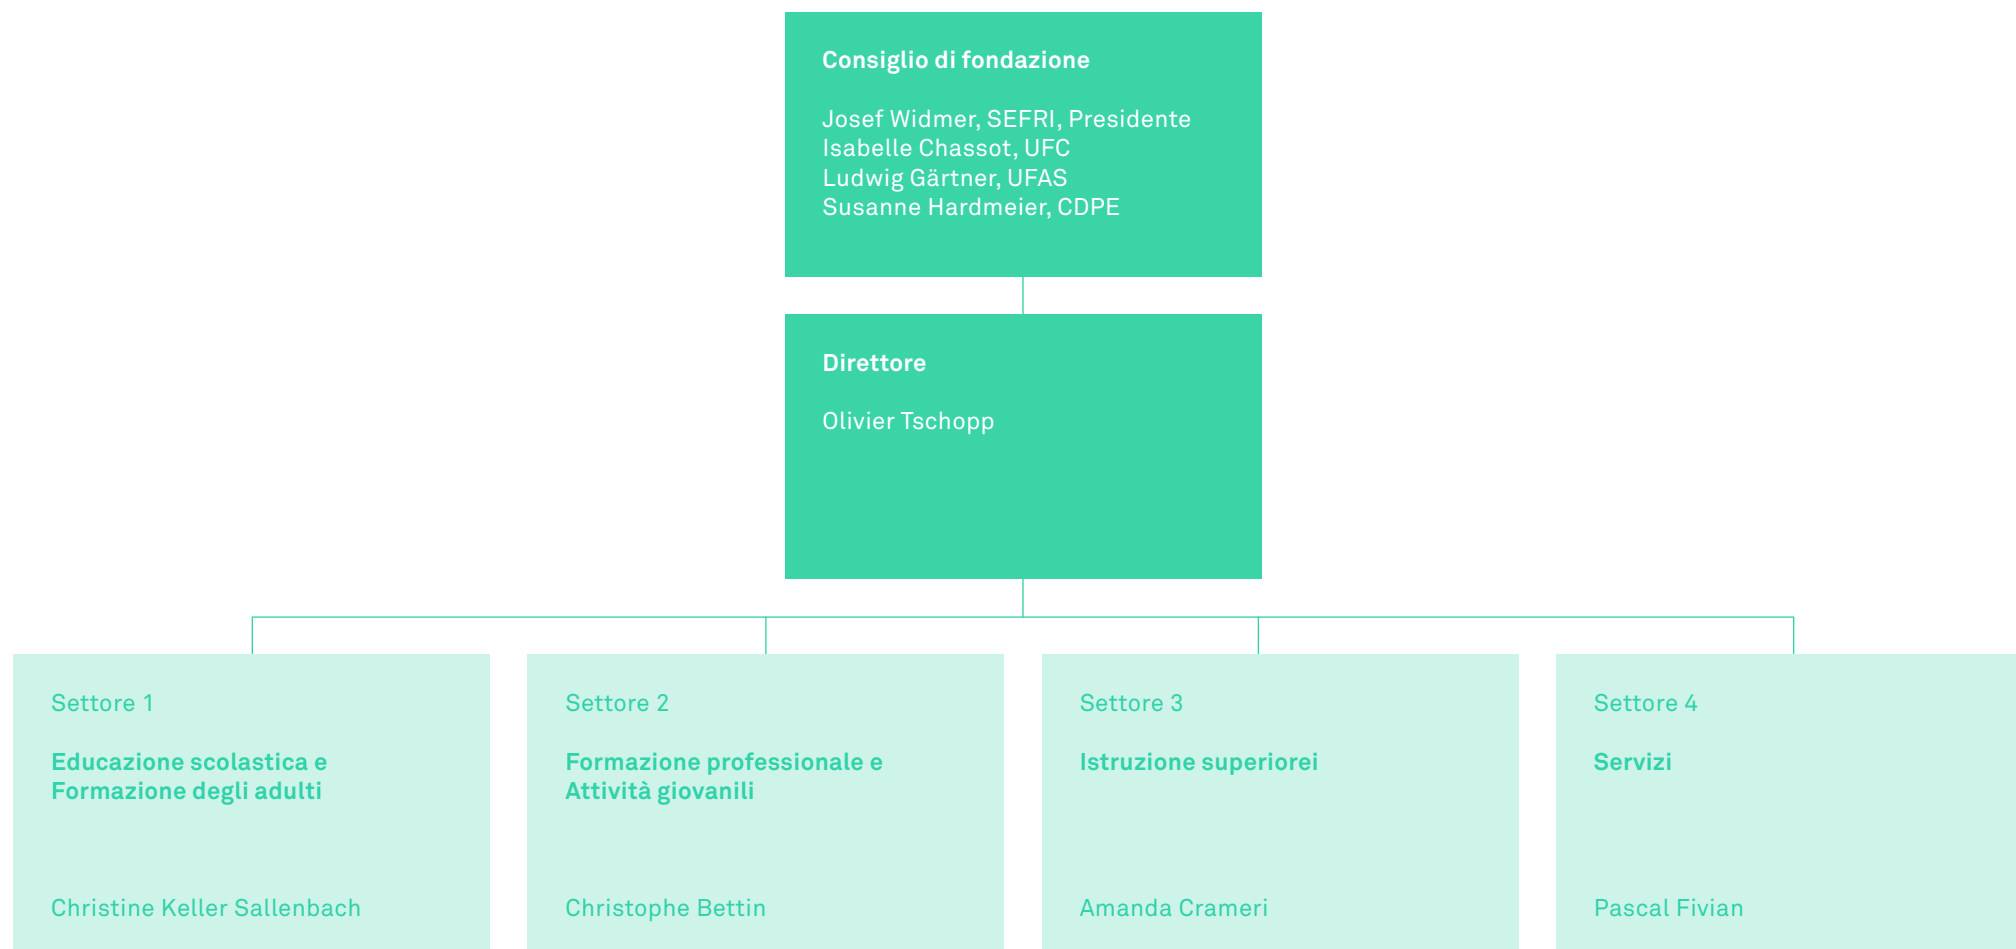 Consiglio di fondazione
Josef Widmer, SEFRI, Presidente
Isabelle Chassot, UFC
Ludwig Gärtner, UFAS
Susanne Hardmeier, CDPE
Direttore
Olivier Tschopp
Settore 1
Educazione scolastica e
Formazione degli adulti
Christine Keller Sallenbach
Settore 2
Formazione professionale e
Attività giovanili
Christophe Bettin
Settore 3
Istruzione superiorei
Amanda Crameri
Settore 4
Servizi
Pascal Fivian